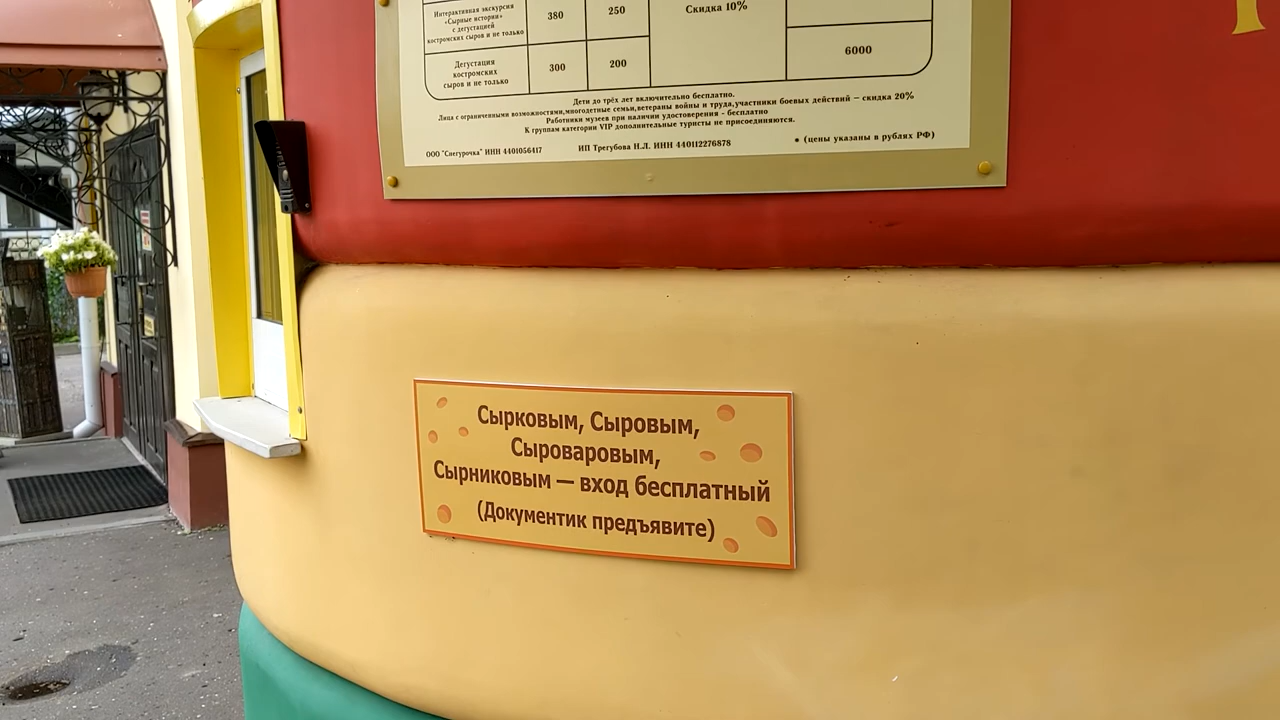 Интерактивная экскурсия
«Сырные истории»
с дегустацией
костромских сыров и не только
380
250
Скидка 10%
Дегустация
костромских
сыров и не только
300
200
6000
Дети до трёх лет включительно бесплатно.
Лица с ограниченными возможностями,многодетные семьи,ветераны войны и труда,участники боевых действий – скидка 20%
Работники музеев при наличии удостоверения - бесплатно
К группам категории VIP дополнительные туристы не присоединяются.
ООО "Снегурочка" ИНН 4401056417
ИП Трегубова Н.Л. ИНН 440112276878
• (цены указаны в рублях РФ)
Сырковым, Сыровым,
Сыроваровым,
Сырниковым — вход бесплатный
(Документик предъявите)